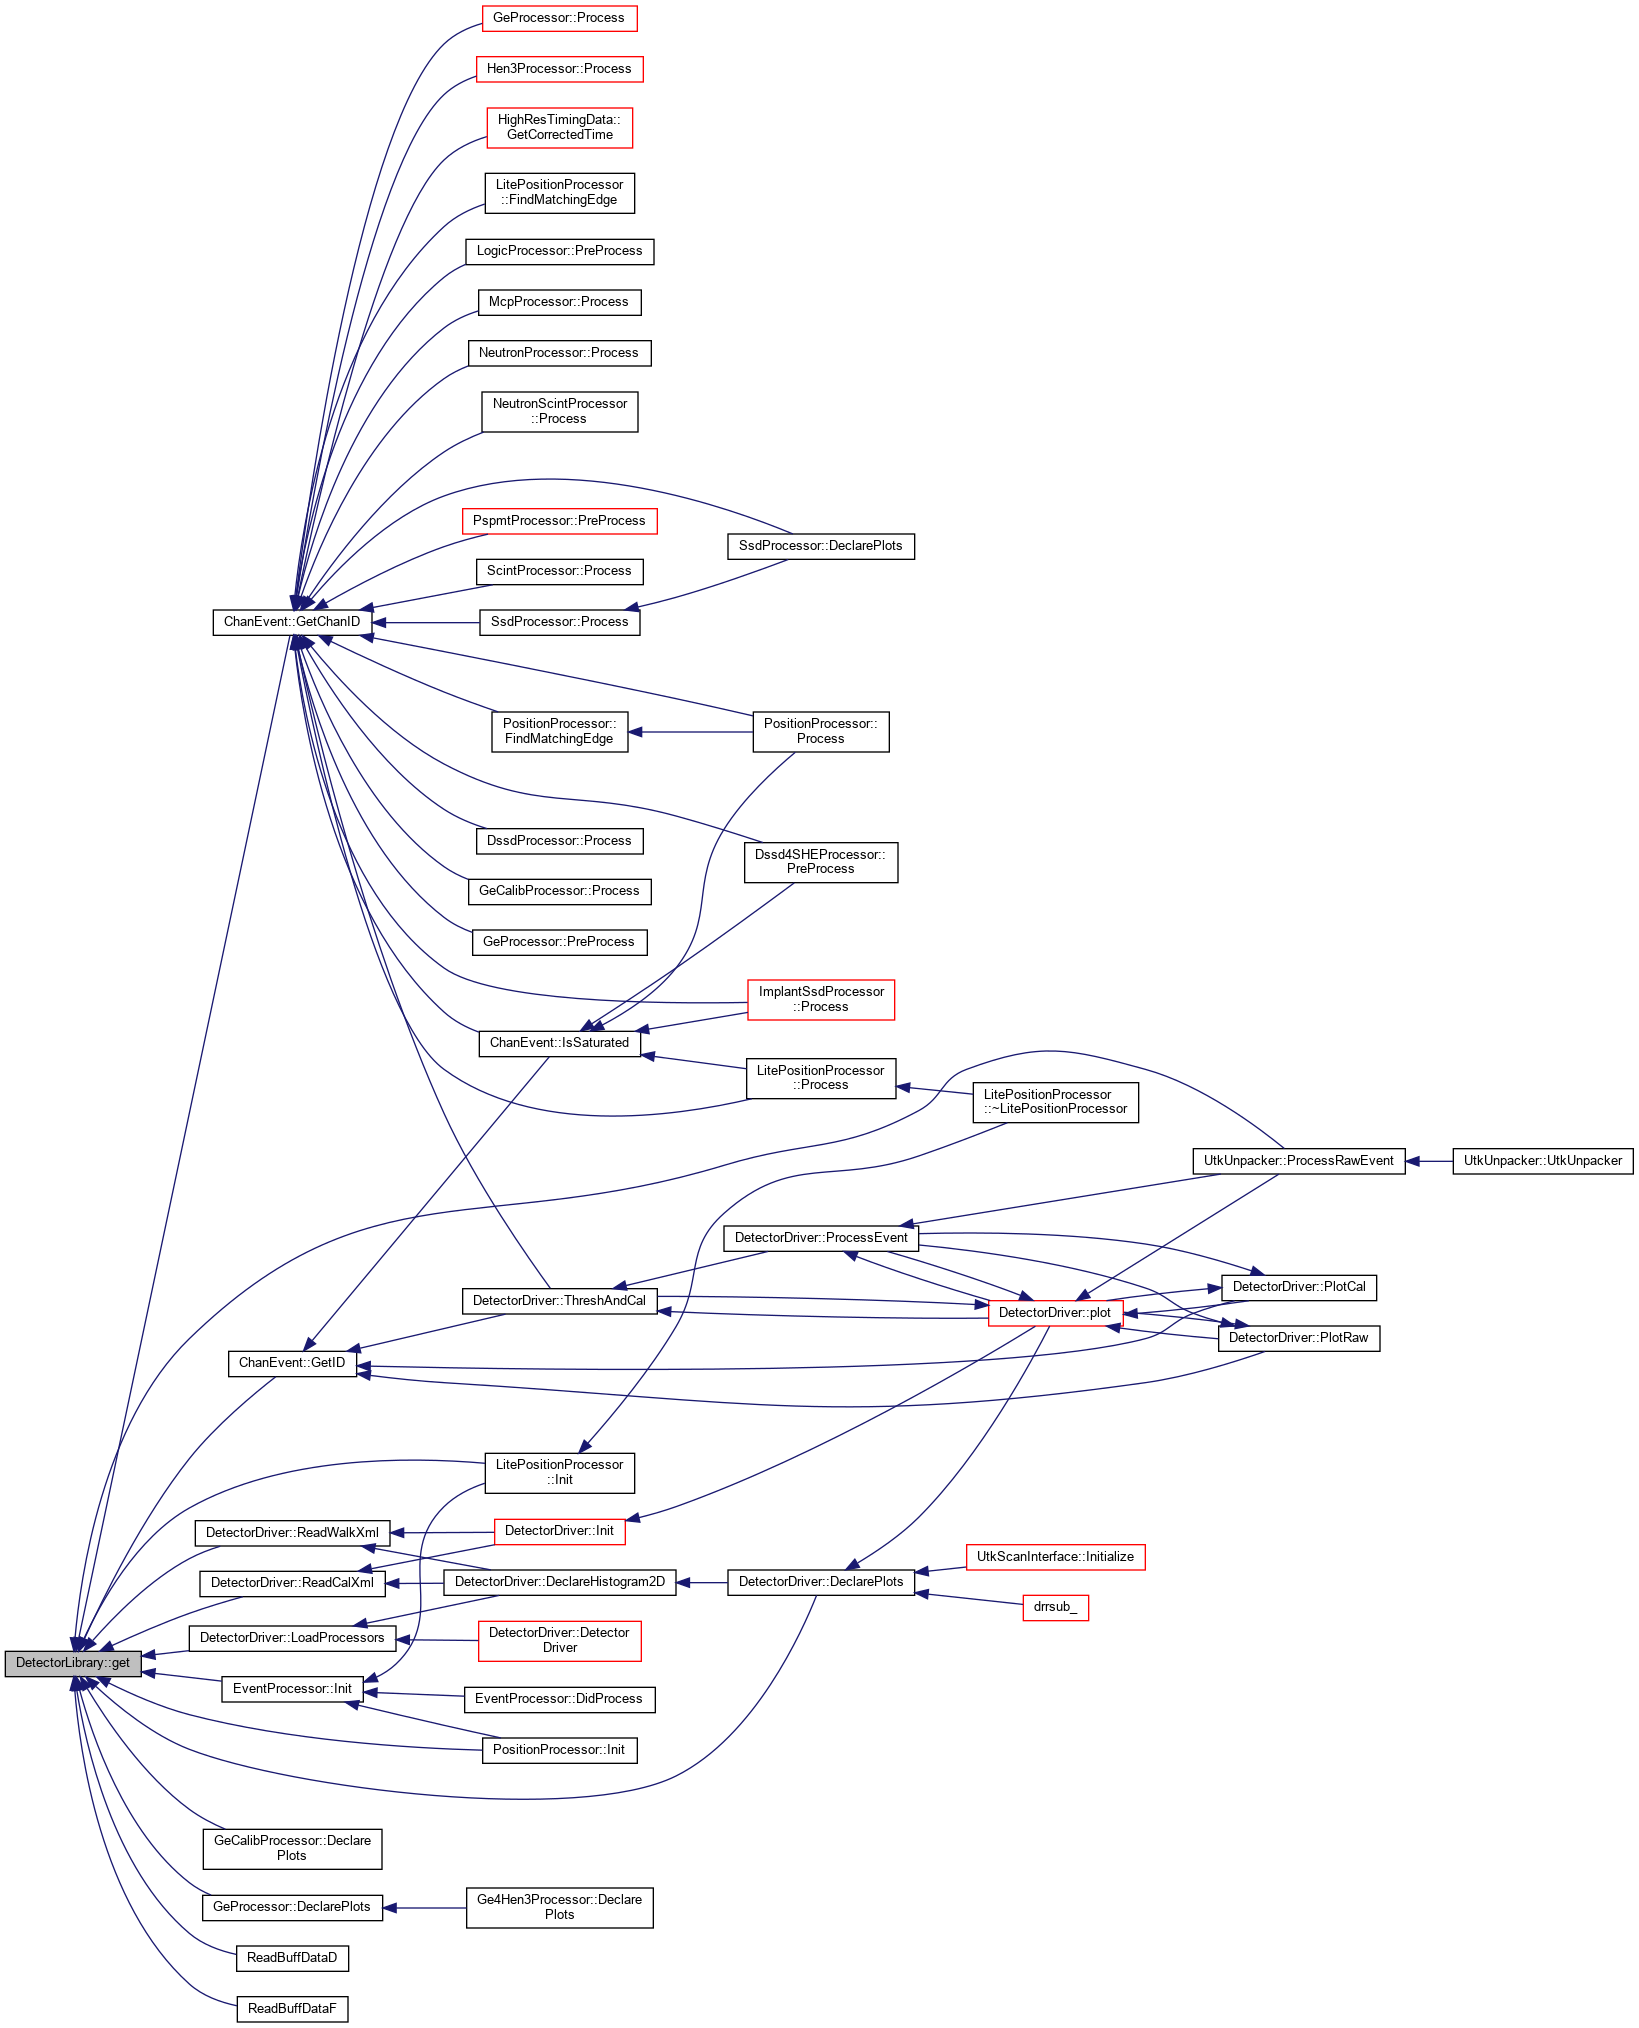 GeProcessor::Process
Hen3Processor::Process
HighResTimingData::
GetCorrectedTime
LitePositionProcessor
::FindMatchingEdge
LogicProcessor::PreProcess
McpProcessor::Process
NeutronProcessor::Process
NeutronScintProcessor
::Process
PspmtProcessor::PreProcess
SsdProcessor::DeclarePlots
ScintProcessor::Process
ChanEvent::GetChanID
SsdProcessor::Process
PositionProcessor::
FindMatchingEdge
PositionProcessor::
Process
DssdProcessor::Process
Dssd4SHEProcessor::
PreProcess
GeCalibProcessor::Process
GeProcessor::PreProcess
ImplantSsdProcessor
::Process
ChanEvent::IsSaturated
LitePositionProcessor
::Process
LitePositionProcessor
::~LitePositionProcessor
UtkUnpacker::ProcessRawEvent
UtkUnpacker::UtkUnpacker
DetectorDriver::ProcessEvent
DetectorDriver::PlotCal
DetectorDriver::ThreshAndCal
DetectorDriver::plot
DetectorDriver::PlotRaw
ChanEvent::GetID
LitePositionProcessor
::Init
DetectorDriver::ReadWalkXml
DetectorDriver::Init
UtkScanInterface::Initialize
DetectorDriver::ReadCalXml
DetectorDriver::DeclareHistogram2D
DetectorDriver::DeclarePlots
drrsub_
DetectorDriver::LoadProcessors
DetectorDriver::Detector
Driver
DetectorLibrary::get
EventProcessor::Init
EventProcessor::DidProcess
PositionProcessor::Init
GeCalibProcessor::Declare
Plots
GeProcessor::DeclarePlots
Ge4Hen3Processor::Declare
Plots
ReadBuffDataD
ReadBuffDataF